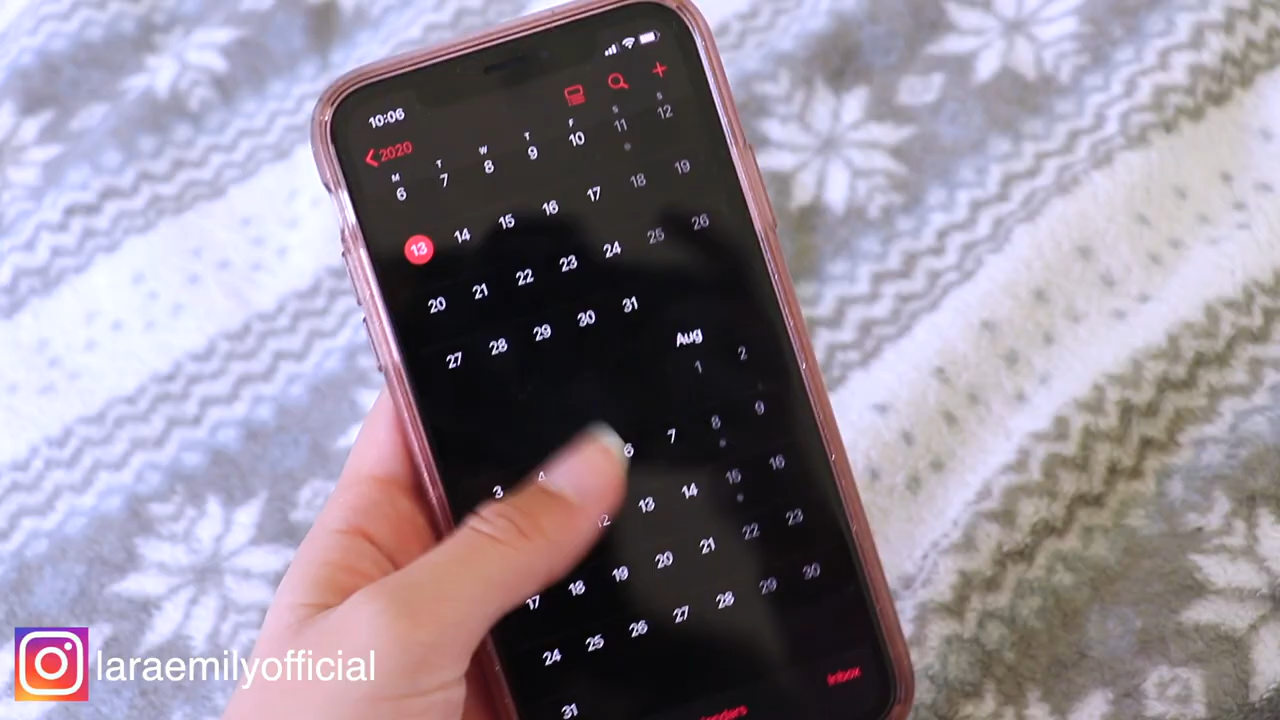 10:06
2020
M T W T F S S
6 7 8 9 10 11 12
13 14 15 16 17 18 19
20 21 22 23 24 25 26
27 28 29 30 31
Aug
1 2
3 4 6 7 8 9
12 13 14 15 16
17 18 19 20 21 22 23
24 25 26 27 28 29 30
31
Inbox
laraemilyofficial